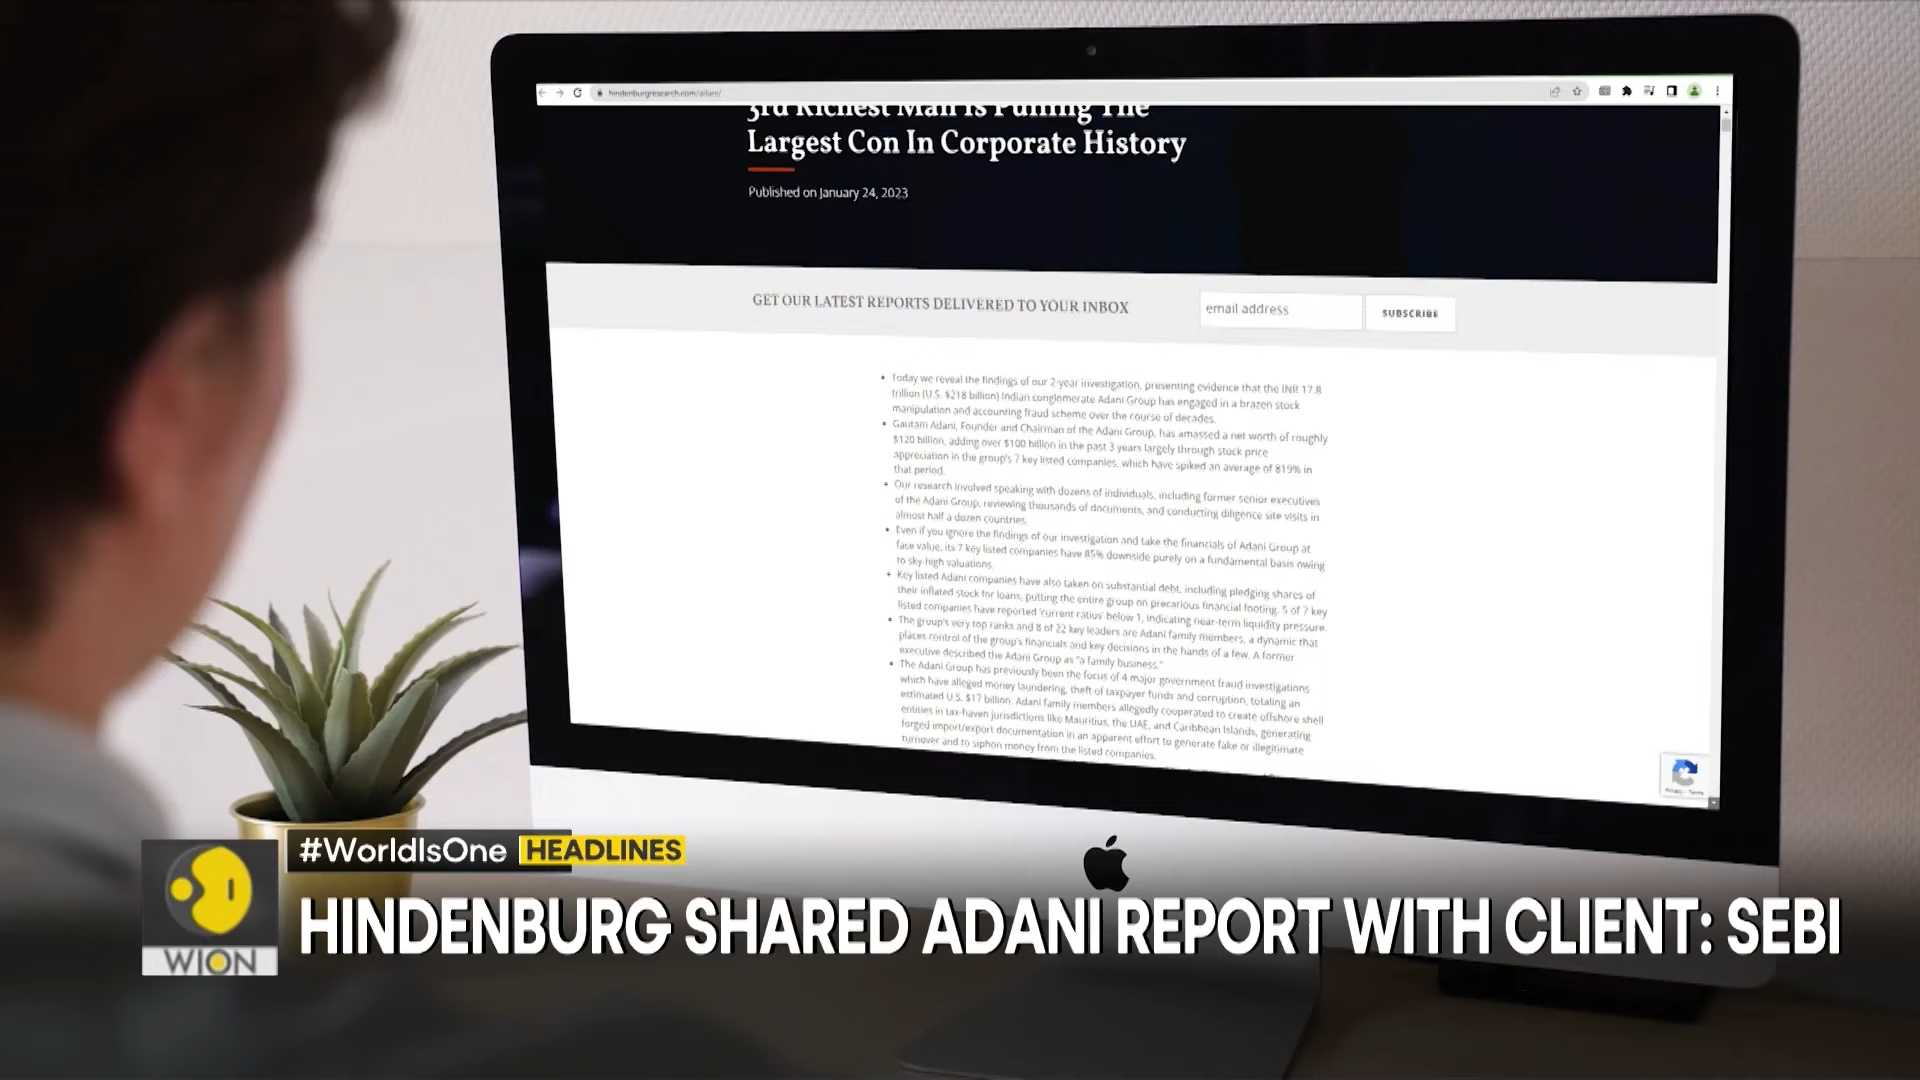 hindenburgresearch.com/adani/
3rd Richest Man Is Pulling The
Largest Con In Corporate History
Published on January 24, 2023
GET OUR LATEST REPORTS DELIVERED TO YOUR INBOX
email address
SUBSCRIBE
• Today we reveal the findings of our 2-year investigation, presenting evidence that the INR 17.8
trillion (U.S. $218 billion) Indian conglomerate Adani Group has engaged in a brazen stock
manipulation and accounting fraud scheme over the course of decades.
• Gautam Adani, Founder and Chairman of the Adani Group, has amassed a net worth of roughly
$120 billion, adding over $100 billion in the past 3 years largely through stock price
appreciation in the group's 7 key listed companies, which have spiked an average of 819% in
that period.
• Our research involved speaking with dozens of individuals, including former senior executives
of the Adani Group, reviewing thousands of documents, and conducting diligence site visits in
almost half a dozen countries.
• Even if you ignore the findings of our investigation and take the financials of Adani Group at
face value, its 7 key listed companies have 85% downside purely on a fundamental basis owing
to sky-high valuations.
• Key listed Adani companies have also taken on substantial debt, including pledging shares of
their inflated stock for loans, putting the entire group on precarious financial footing. 5 of 7 key
listed companies have reported 'current ratios' below 1, indicating near-term liquidity pressure.
• The group's very top ranks and 8 of 22 key leaders are Adani family members, a dynamic that
places control of the group's financials and key decisions in the hands of a few. A former
executive described the Adani Group as "a family business."
• The Adani Group has previously been the focus of 4 major government fraud investigations
which have alleged money laundering, theft of taxpayer funds and corruption, totaling an
estimated U.S. $17 billion. Adani family members allegedly cooperated to create offshore shell
entities in tax-haven jurisdictions like Mauritius, the UAE, and Caribbean Islands, generating
forged import/export documentation in an apparent effort to generate fake or illegitimate
turnover and to siphon money from the listed companies.
Privacy - Terms
#WorldIsOne HEADLINES
HINDENBURG SHARED ADANI REPORT WITH CLIENT: SEBI
WION